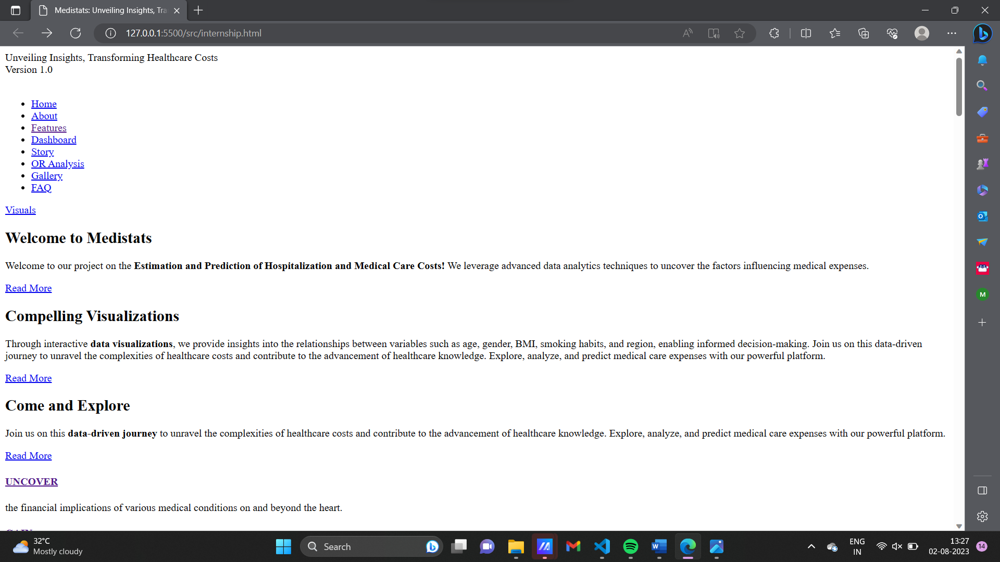 Medistats: Unveiling Insights, Tra
127.0.0.1:5500/src/internship.html
Unveiling Insights, Transforming Healthcare Costs
Version 1.0
Home
About
Features
Dashboard
Story
OR Analysis
Gallery
FAQ
Visuals
Welcome to Medistats
Welcome to our project on the Estimation and Prediction of Hospitalization and Medical Care Costs! We leverage advanced data analytics techniques to uncover the factors influencing medical expenses.
Read More
Compelling Visualizations
Through interactive data visualizations, we provide insights into the relationships between variables such as age, gender, BMI, smoking habits, and region, enabling informed decision-making. Join us on this data-driven
journey to unravel the complexities of healthcare costs and contribute to the advancement of healthcare knowledge. Explore, analyze, and predict medical care expenses with our powerful platform.
Read More
Come and Explore
Join us on this data-driven journey to unravel the complexities of healthcare costs and contribute to the advancement of healthcare knowledge. Explore, analyze, and predict medical care expenses with our powerful platform.
Read More
UNCOVER
the financial implications of various medical conditions on and beyond the heart.
M
32°C
Mostly cloudy
Search
ENG
IN
13:27
02-08-2023
14